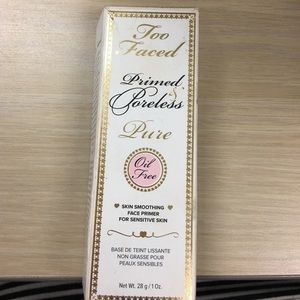 Too
Faced
Primed
&
Poreless
Pure
Oil
Free
SKIN SMOOTHING
FACE PRIMER
FOR SENSITIVE SKIN
BASE DE TEINT LISSANTE
NON GRASSE POUR
PEAUX SENSIBLES
Net Wt. 28 g / 1 Oz.